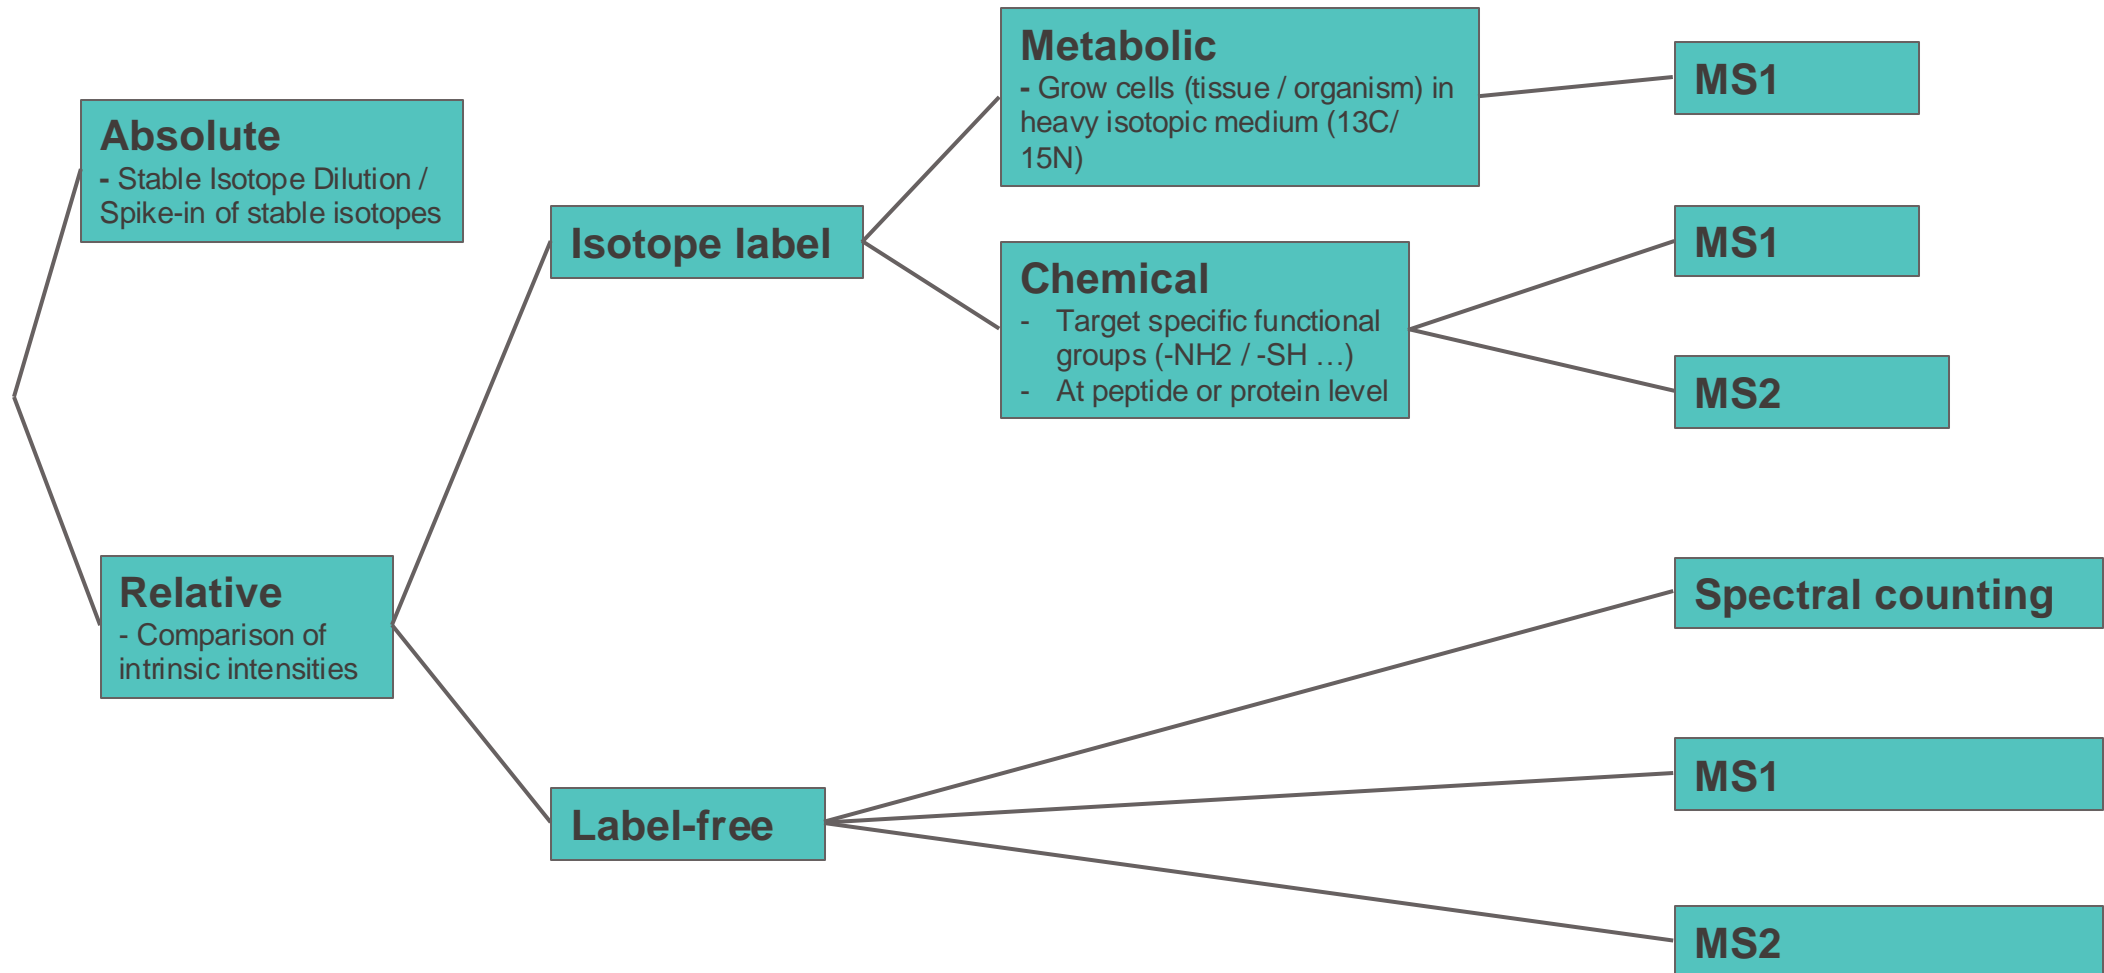 Absolute
- Stable Isotope Dilution /
Spike-in of stable isotopes
Relative
- Comparison of
intrinsic intensities
Isotope label
Label-free
Metabolic
- Grow cells (tissue / organism) in
heavy isotopic medium (13C/
15N)
Chemical
- Target specific functional
groups (-NH2 / -SH …)
- At peptide or protein level
MS1
MS1
MS2
Spectral counting
MS1
MS2